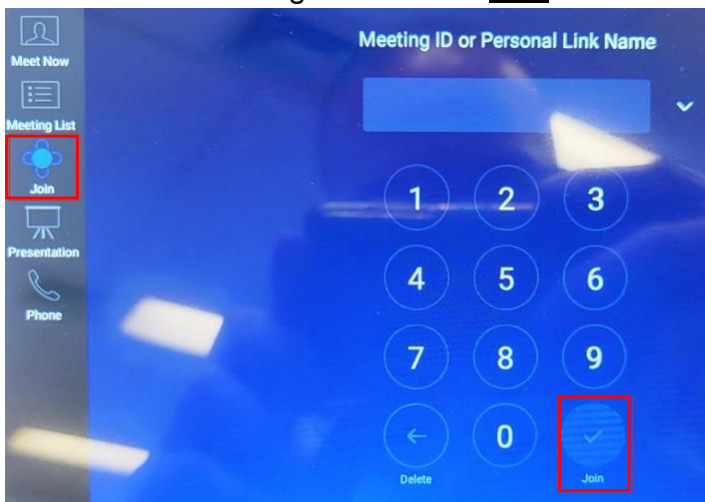 Meeting ID or Personal Link Name
Meet Now
Meeting List
Join
Presentation
Phone
1 2 3
4 5 6
7 8 9
0
Delete Join